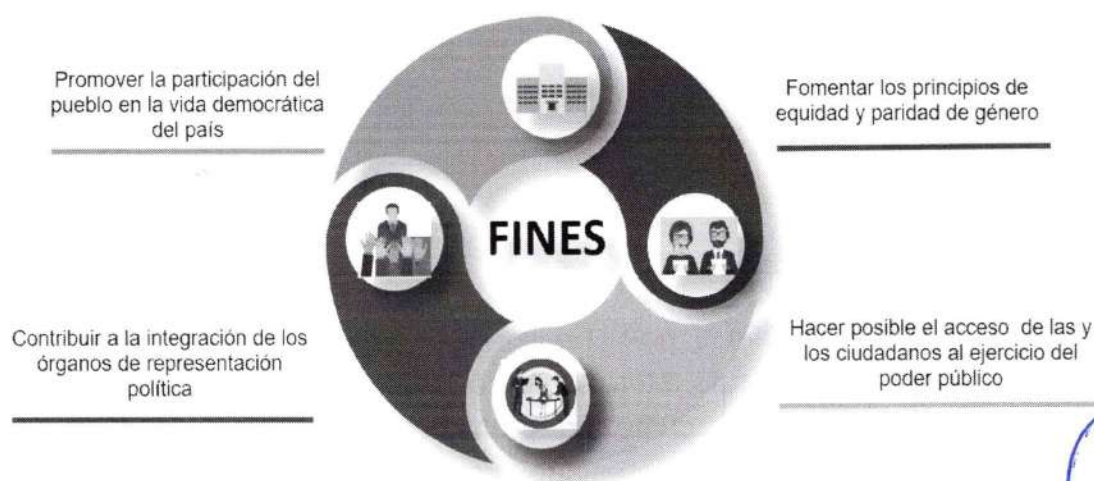 Promover la participación del
pueblo en la vida democrática
del país
Fomentar los principios de
equidad y paridad de género
FINES
Contribuir a la integración de los
órganos de representación
política
Hacer posible el acceso de las y
los ciudadanos al ejercicio del
poder público